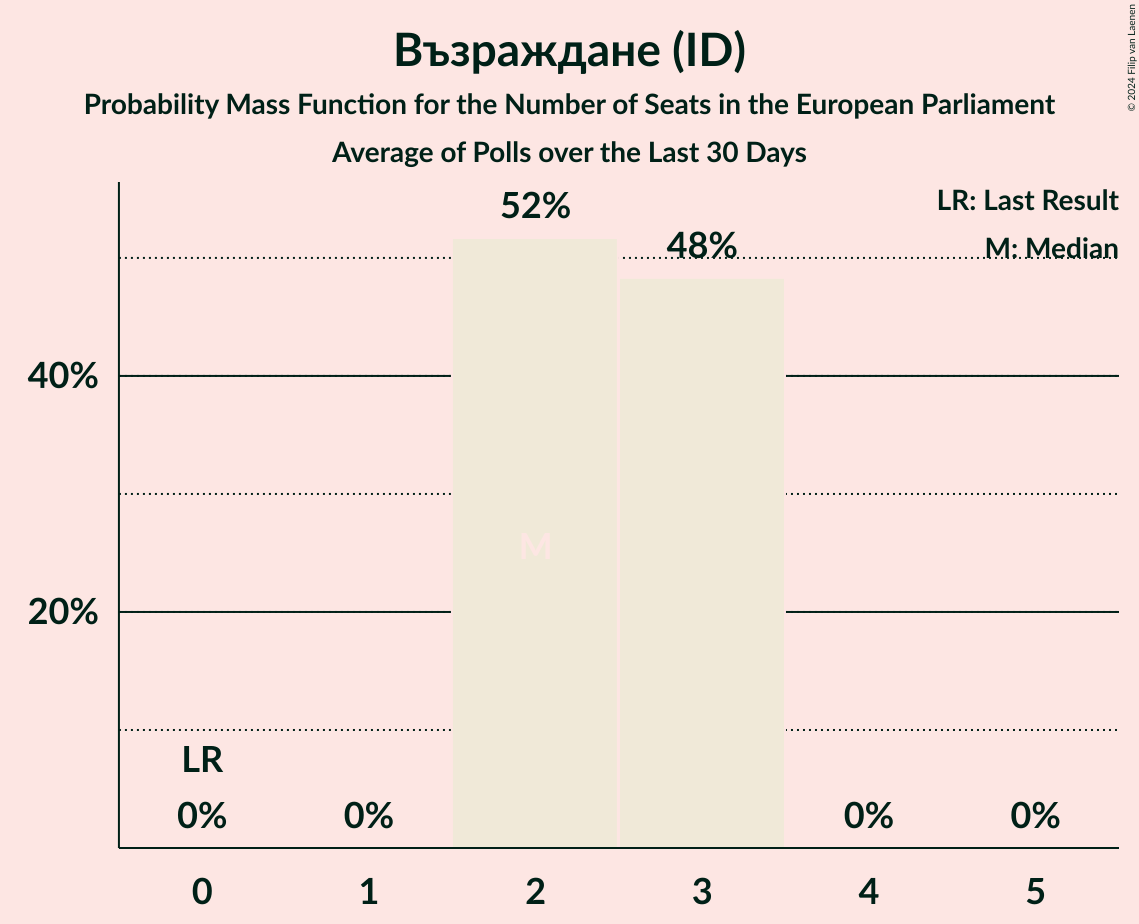 Възраждане (ID)
Probability Mass Function for the Number of Seats in the European Parliament
Average of Polls over the Last 30 Days
© 2024 Filip van Laenen
LR: Last Result
M: Median
52%
48%
40%
M
20%
LR
0%
0%
0%
0%
0
1
2
3
4
5